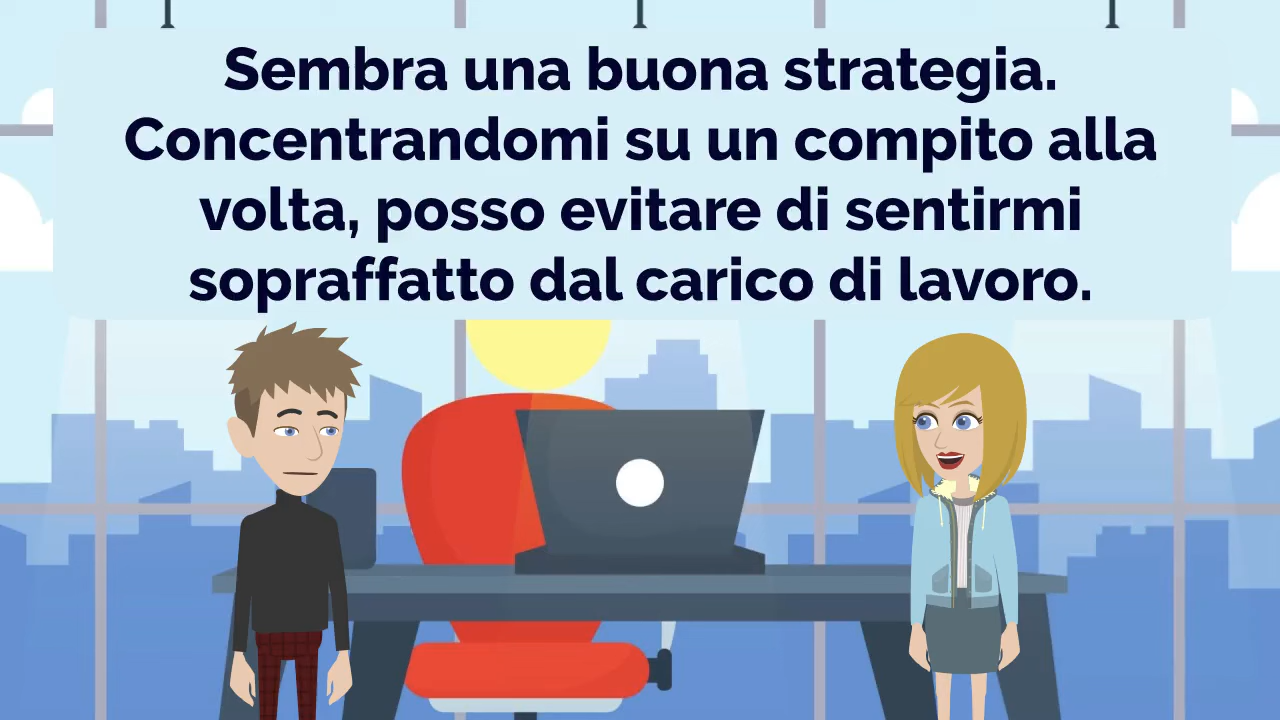 Sembra una buona strategia.
Concentrandomi su un compito alla
volta, posso evitare di sentirmi
sopraffatto dal carico di lavoro.